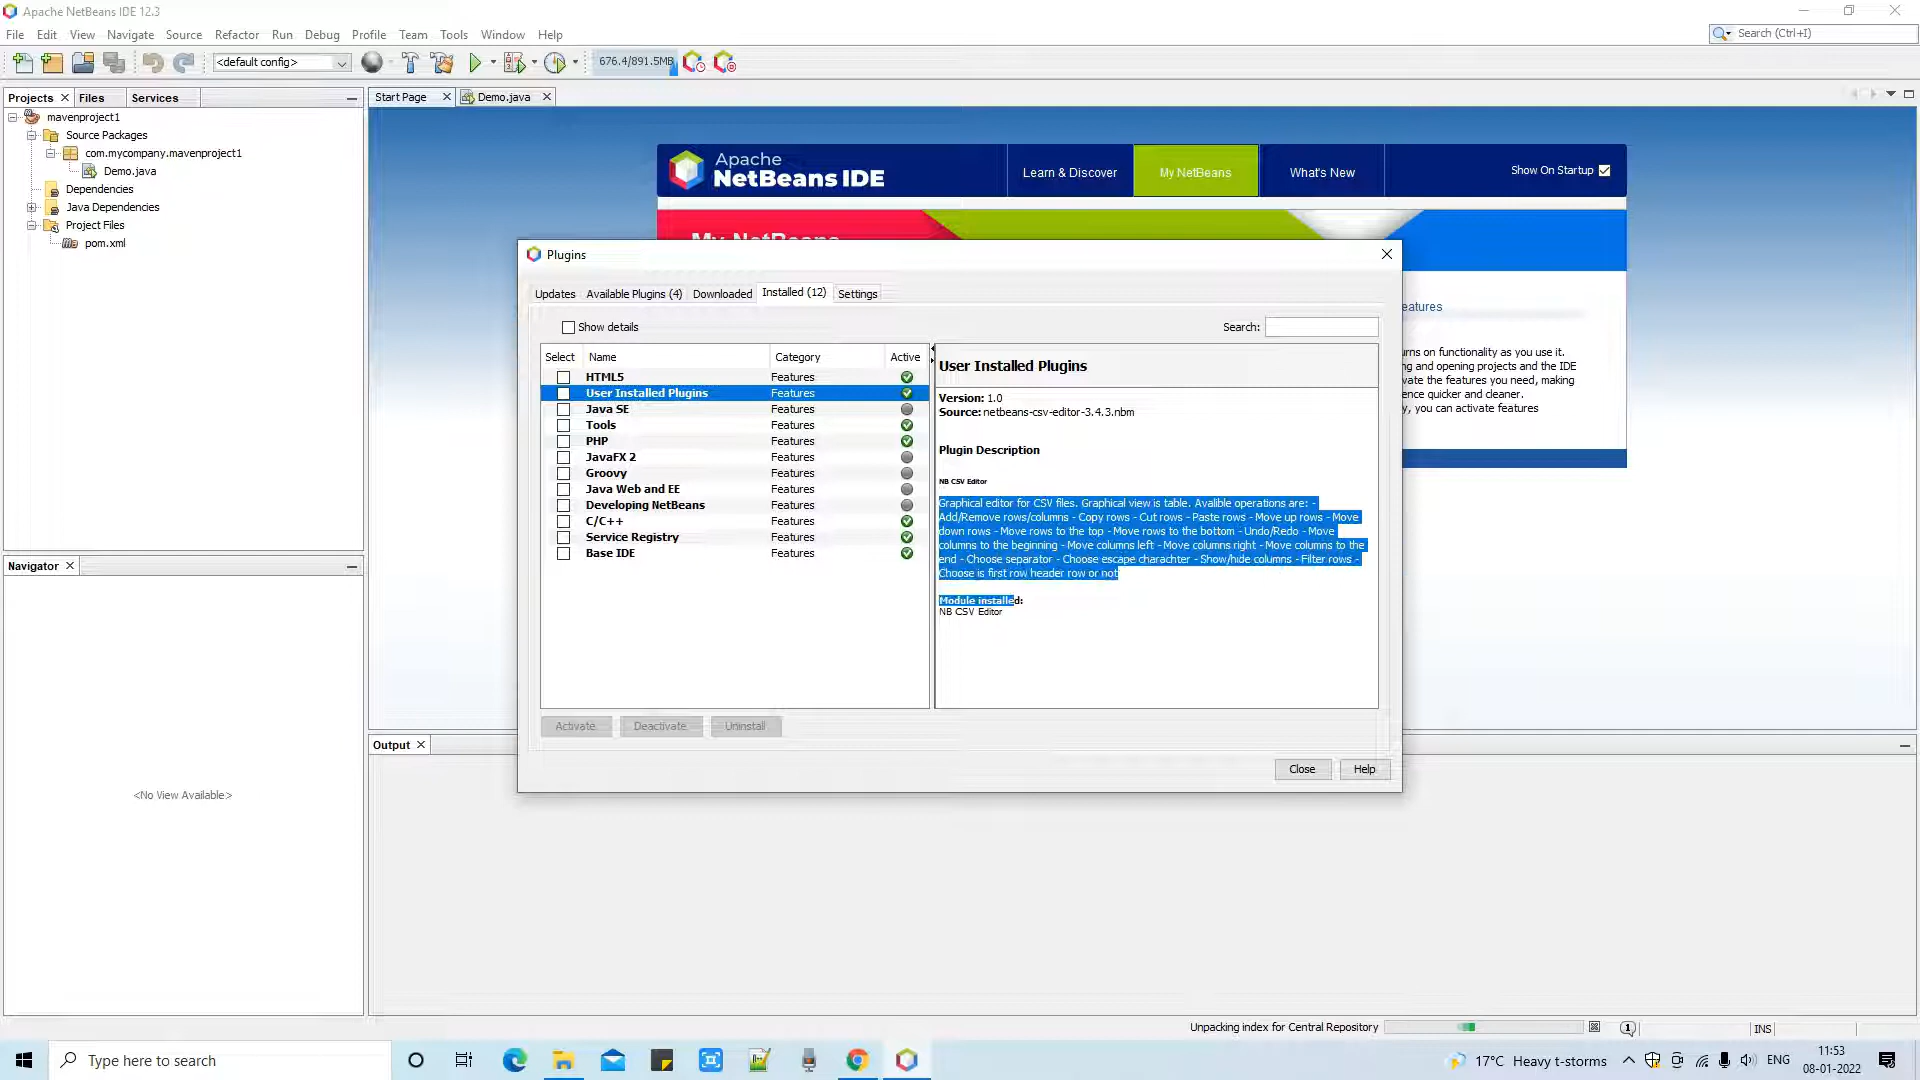 Apache NetBeans IDE 12.3
File Edit View Navigate Source Refactor Run Debug Profile Team Tools Window Help
Search (Ctrl+I)
<default config>
676.4/891.5MB
Projects Files Services
Start Page Demo.java
mavenproject1
Source Packages
com.mycompany.mavenproject1
Demo.java
Dependencies
Java Dependencies
Project Files
pom.xml
Apache
NetBeans IDE
Learn & Discover
My NetBeans
What's New
Show On Startup
My NetBeans
eatures
urns on functionality as you use it.
ng and opening projects and the IDE
vate the features you need, making
ence quicker and cleaner.
y, you can activate features
Plugins
Updates Available Plugins (4) Downloaded Installed (12) Settings
Show details
Search:
Select Name Category Active
HTML5 Features
User Installed Plugins Features
Java SE Features
Tools Features
PHP Features
JavaFX 2 Features
Groovy Features
Java Web and EE Features
Developing NetBeans Features
C/C++ Features
Service Registry Features
Base IDE Features
User Installed Plugins
Version: 1.0
Source: netbeans-csv-editor-3.4.3.nbm
Plugin Description
NB CSV Editor
Graphical editor for CSV files. Graphical view is table. Avalible operations are: -
Add/Remove rows/columns - Copy rows - Cut rows - Paste rows - Move up rows - Move
down rows - Move rows to the top - Move rows to the bottom - Undo/Redo - Move
columns to the beginning - Move columns left - Move columns right - Move columns to the
end - Choose separator - Choose escape charachter - Show/hide columns - Filter rows -
Choose is first row header row or not
Module installed:
NB CSV Editor
Activate Deactivate Uninstall
Close Help
Navigator
<No View Available>
Output
Unpacking index for Central Repository
1
INS
Type here to search
17°C Heavy t-storms
ENG
11:53
08-01-2022